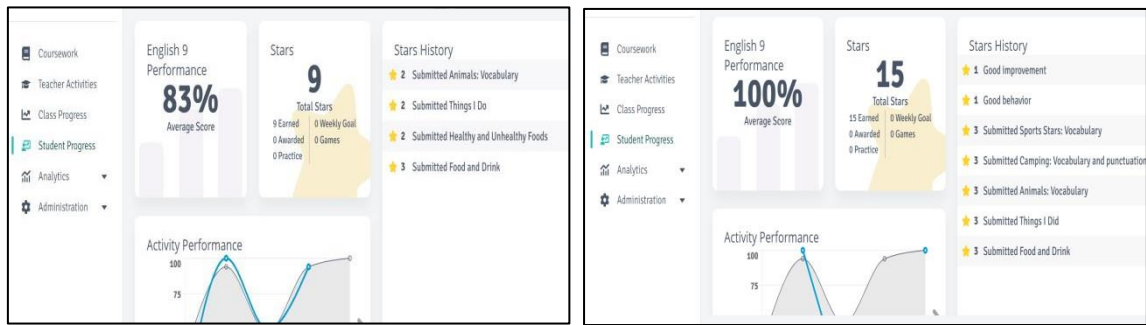 Coursework
Teacher Activities
Class Progress
Student Progress
Analytics
Administration
English 9
Performance
83%
Average Score
Stars
9
Total Stars
9 Earned 0 Weekly Goal
0 Awarded 0 Games
0 Practice
Stars History
2 Submitted Animals: Vocabulary
2 Submitted Things I Do
2 Submitted Healthy and Unhealthy Foods
3 Submitted Food and Drink
Activity Performance
100
75
Coursework
Teacher Activities
Class Progress
Student Progress
Analytics
Administration
English 9
Performance
100%
Average Score
Stars
15
Total Stars
15 Earned 0 Weekly Goal
0 Awarded 0 Games
0 Practice
Stars History
1 Good improvement
1 Good behavior
3 Submitted Sports Stars: Vocabulary
3 Submitted Camping: Vocabulary and punctuation
3 Submitted Animals: Vocabulary
3 Submitted Things I Did
3 Submitted Food and Drink
Activity Performance
100
75